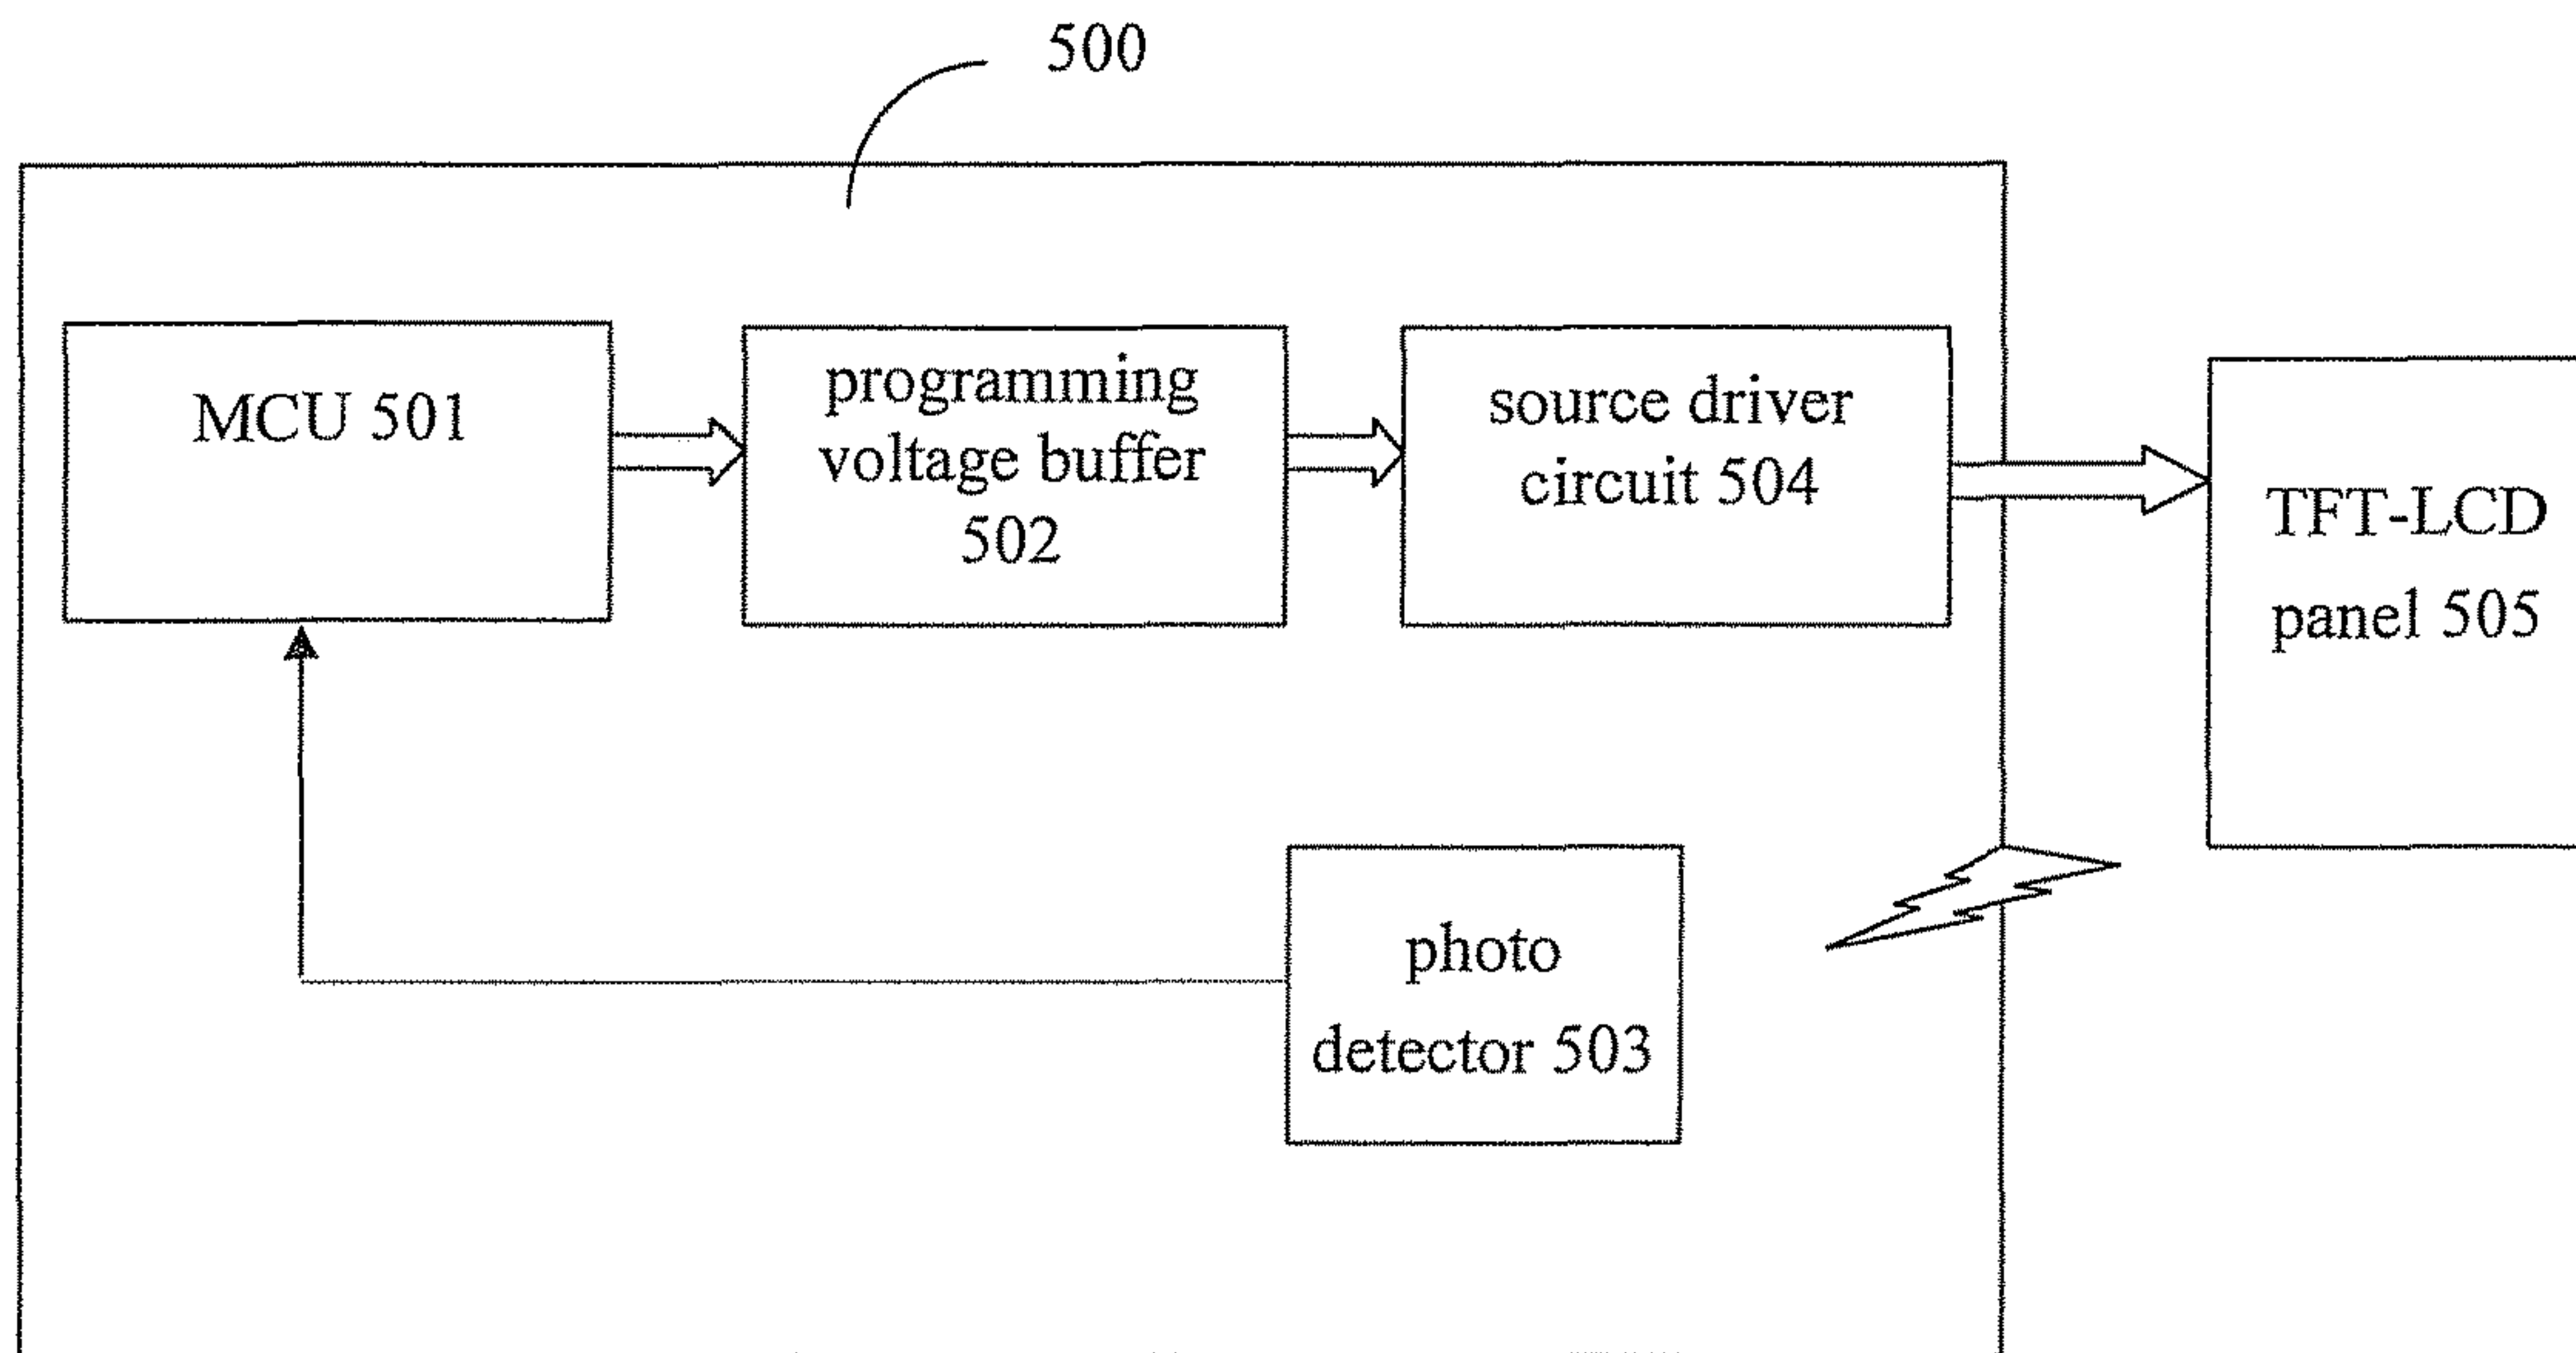 500
MCU 501
programming
voltage buffer
502
source driver
circuit 504
TFT-LCD
panel 505
photo
detector 503